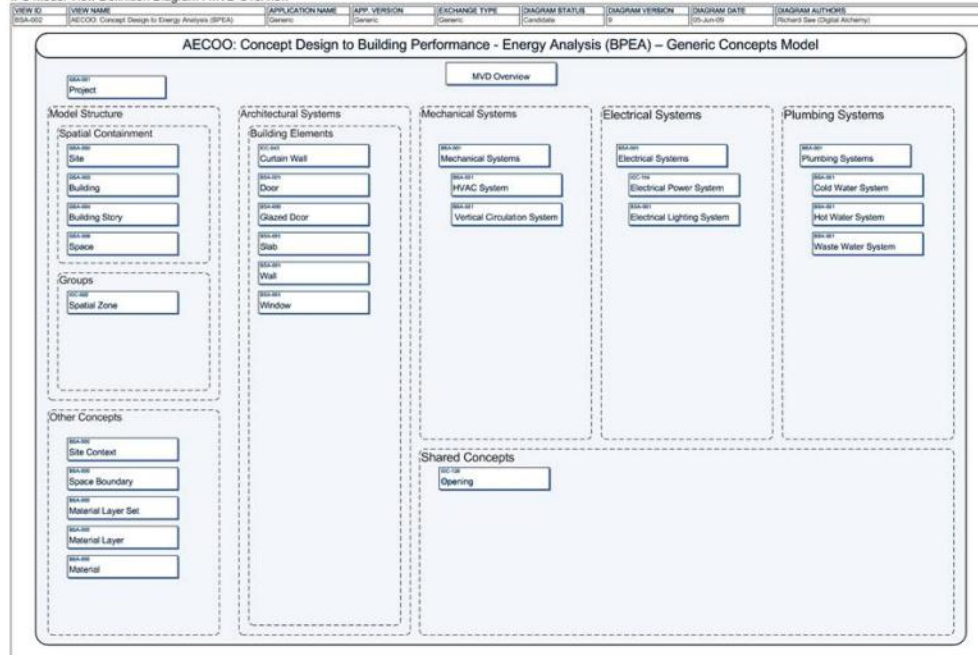 VIEW ID VIEW NAME APPLICATION NAME APP. VERSION EXCHANGE TYPE DIAGRAM STATUS DIAGRAM VERSION DIAGRAM DATE DIAGRAM AUTHORS
BSA-002 AECOO: Concept Design to Energy Analysis (BPEA) Generic Generic Generic Candidate 9 05-Jun-09 Richard See (Digital Alchemy)
AECOO: Concept Design to Building Performance - Energy Analysis (BPEA) – Generic Concepts Model
MVD Overview
Project
Model Structure
Spatial Containment
Site
Building
Building Story
Space
Groups
Spatial Zone
Other Concepts
Site Context
Space Boundary
Material Layer Set
Material Layer
Material
Architectural Systems
Building Elements
Curtain Wall
Door
Glazed Door
Slab
Wall
Window
Mechanical Systems
Mechanical Systems
HVAC System
Vertical Circulation System
Electrical Systems
Electrical Systems
Electrical Power System
Electrical Lighting System
Plumbing Systems
Plumbing Systems
Cold Water System
Hot Water System
Waste Water System
Shared Concepts
Opening